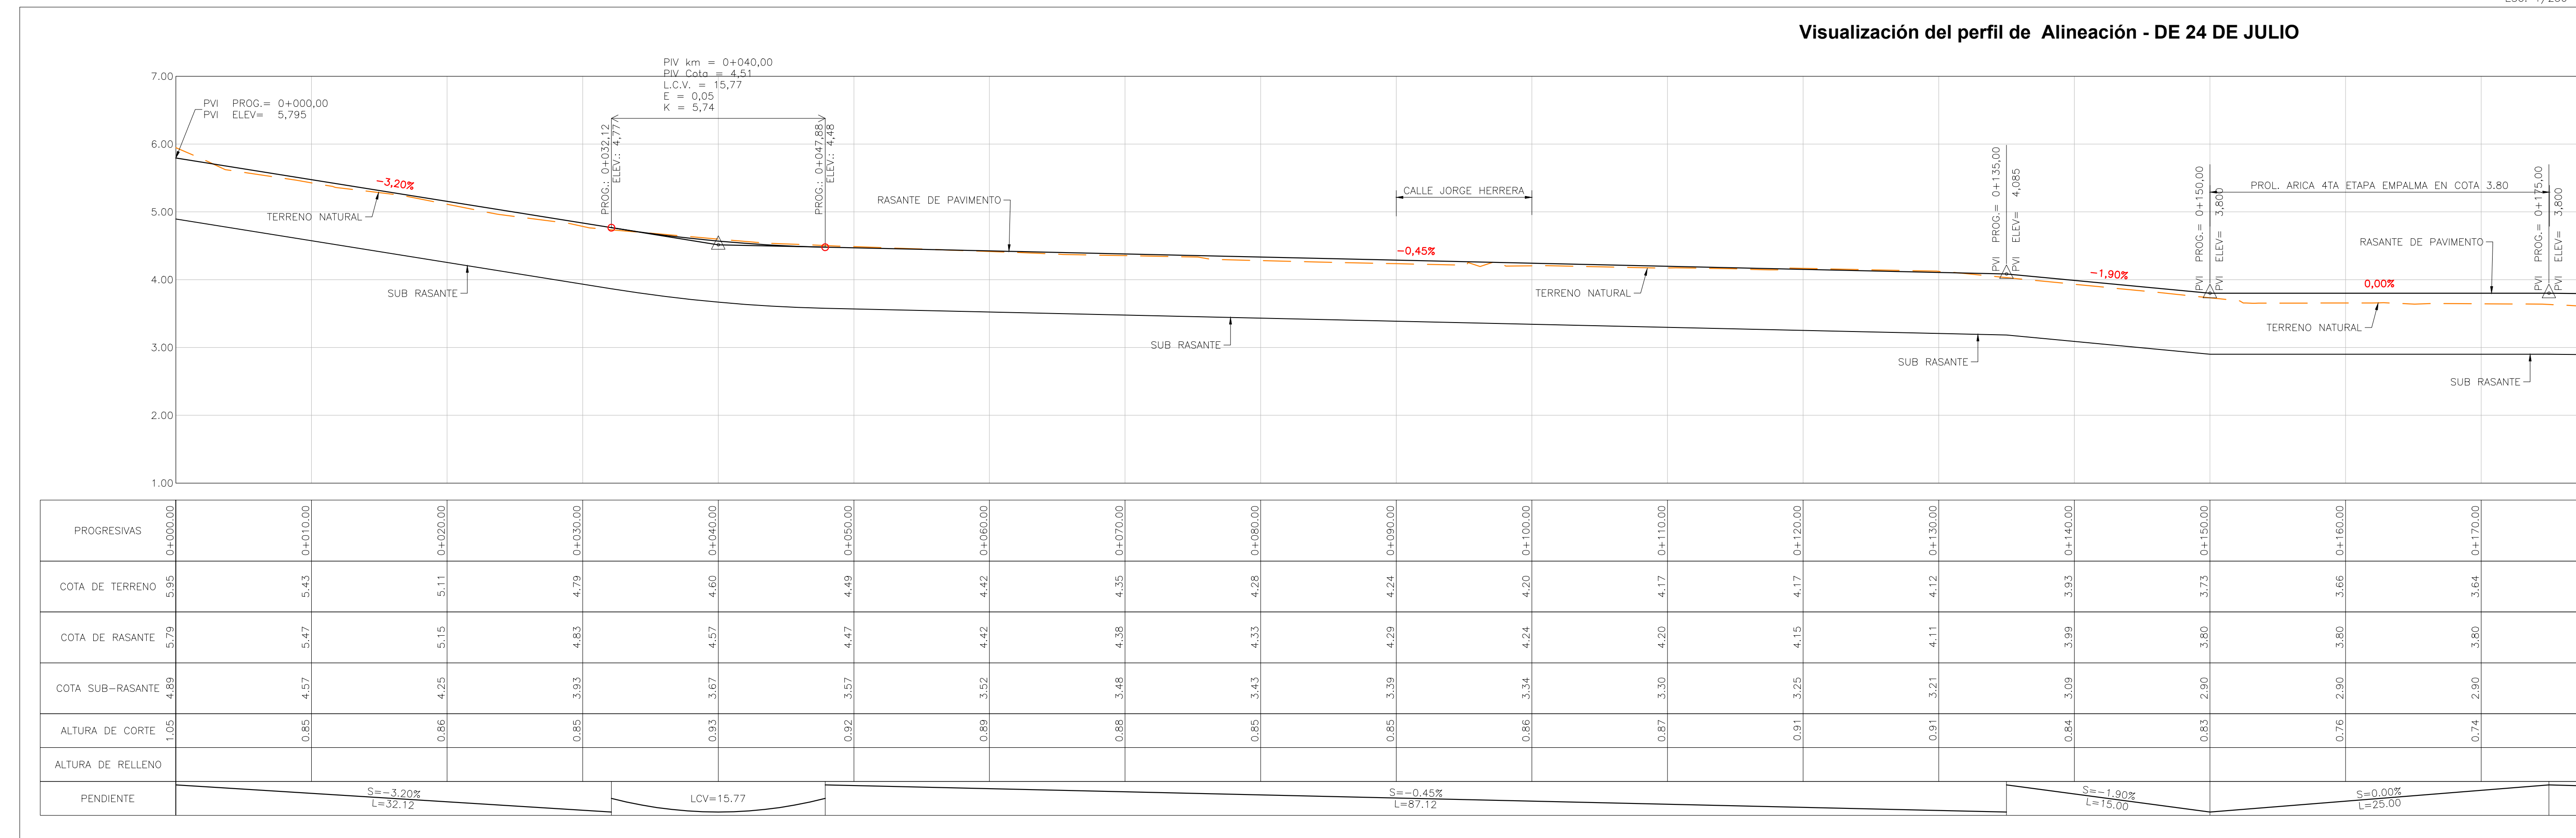 Visualización del perfil de  Alineación - DE 24 DE JULIO
PIV km = 0+040,00
PIV Cota = 4,51
L.C.V. = 15,77
E = 0,05
K = 5,74
7.00
6.00
5.00
4.00
3.00
2.00
1.00
PVI PROG.= 0+000,00
PVI ELEV= 5,795
-3,20%
TERRENO NATURAL
SUB RASANTE
PROG.: 0+032,12
ELEV.: 4,77
PROG.: 0+047,88
ELEV.: 4,48
RASANTE DE PAVIMENTO
SUB RASANTE
CALLE JORGE HERRERA
-0,45%
TERRENO NATURAL
SUB RASANTE
PVI PROG.= 0+135,00
PVI ELEV= 4,085
-1,90%
PVI PROG.= 0+150,00
PVI ELEV= 3,800
PROL. ARICA 4TA ETAPA EMPALMA EN COTA 3.80
RASANTE DE PAVIMENTO
0,00%
TERRENO NATURAL
SUB RASANTE
PVI PROG.= 0+175,00
PVI ELEV= 3,800
PROGRESIVAS 0+000.00 0+010.00 0+020.00 0+030.00 0+040.00 0+050.00 0+060.00 0+070.00 0+080.00 0+090.00 0+100.00 0+110.00 0+120.00 0+130.00 0+140.00 0+150.00 0+160.00 0+170.00
COTA DE TERRENO 5.95 5.43 5.11 4.79 4.60 4.49 4.42 4.35 4.28 4.24 4.20 4.17 4.17 4.12 3.93 3.73 3.66 3.64
COTA DE RASANTE 5.79 5.47 5.15 4.83 4.57 4.47 4.42 4.38 4.33 4.29 4.24 4.20 4.15 4.11 3.99 3.80 3.80 3.80
COTA SUB-RASANTE 4.89 4.57 4.25 3.93 3.67 3.57 3.52 3.48 3.43 3.39 3.34 3.30 3.25 3.21 3.09 2.90 2.90 2.90
ALTURA DE CORTE 1.05 0.85 0.86 0.85 0.93 0.92 0.89 0.88 0.85 0.85 0.86 0.87 0.91 0.91 0.84 0.83 0.76 0.74
ALTURA DE RELLENO
PENDIENTE
S=-3.20%
L=32.12
LCV=15.77
S=-0.45%
L=87.12
S=-1.90%
L=15.00
S=0.00%
L=25.00